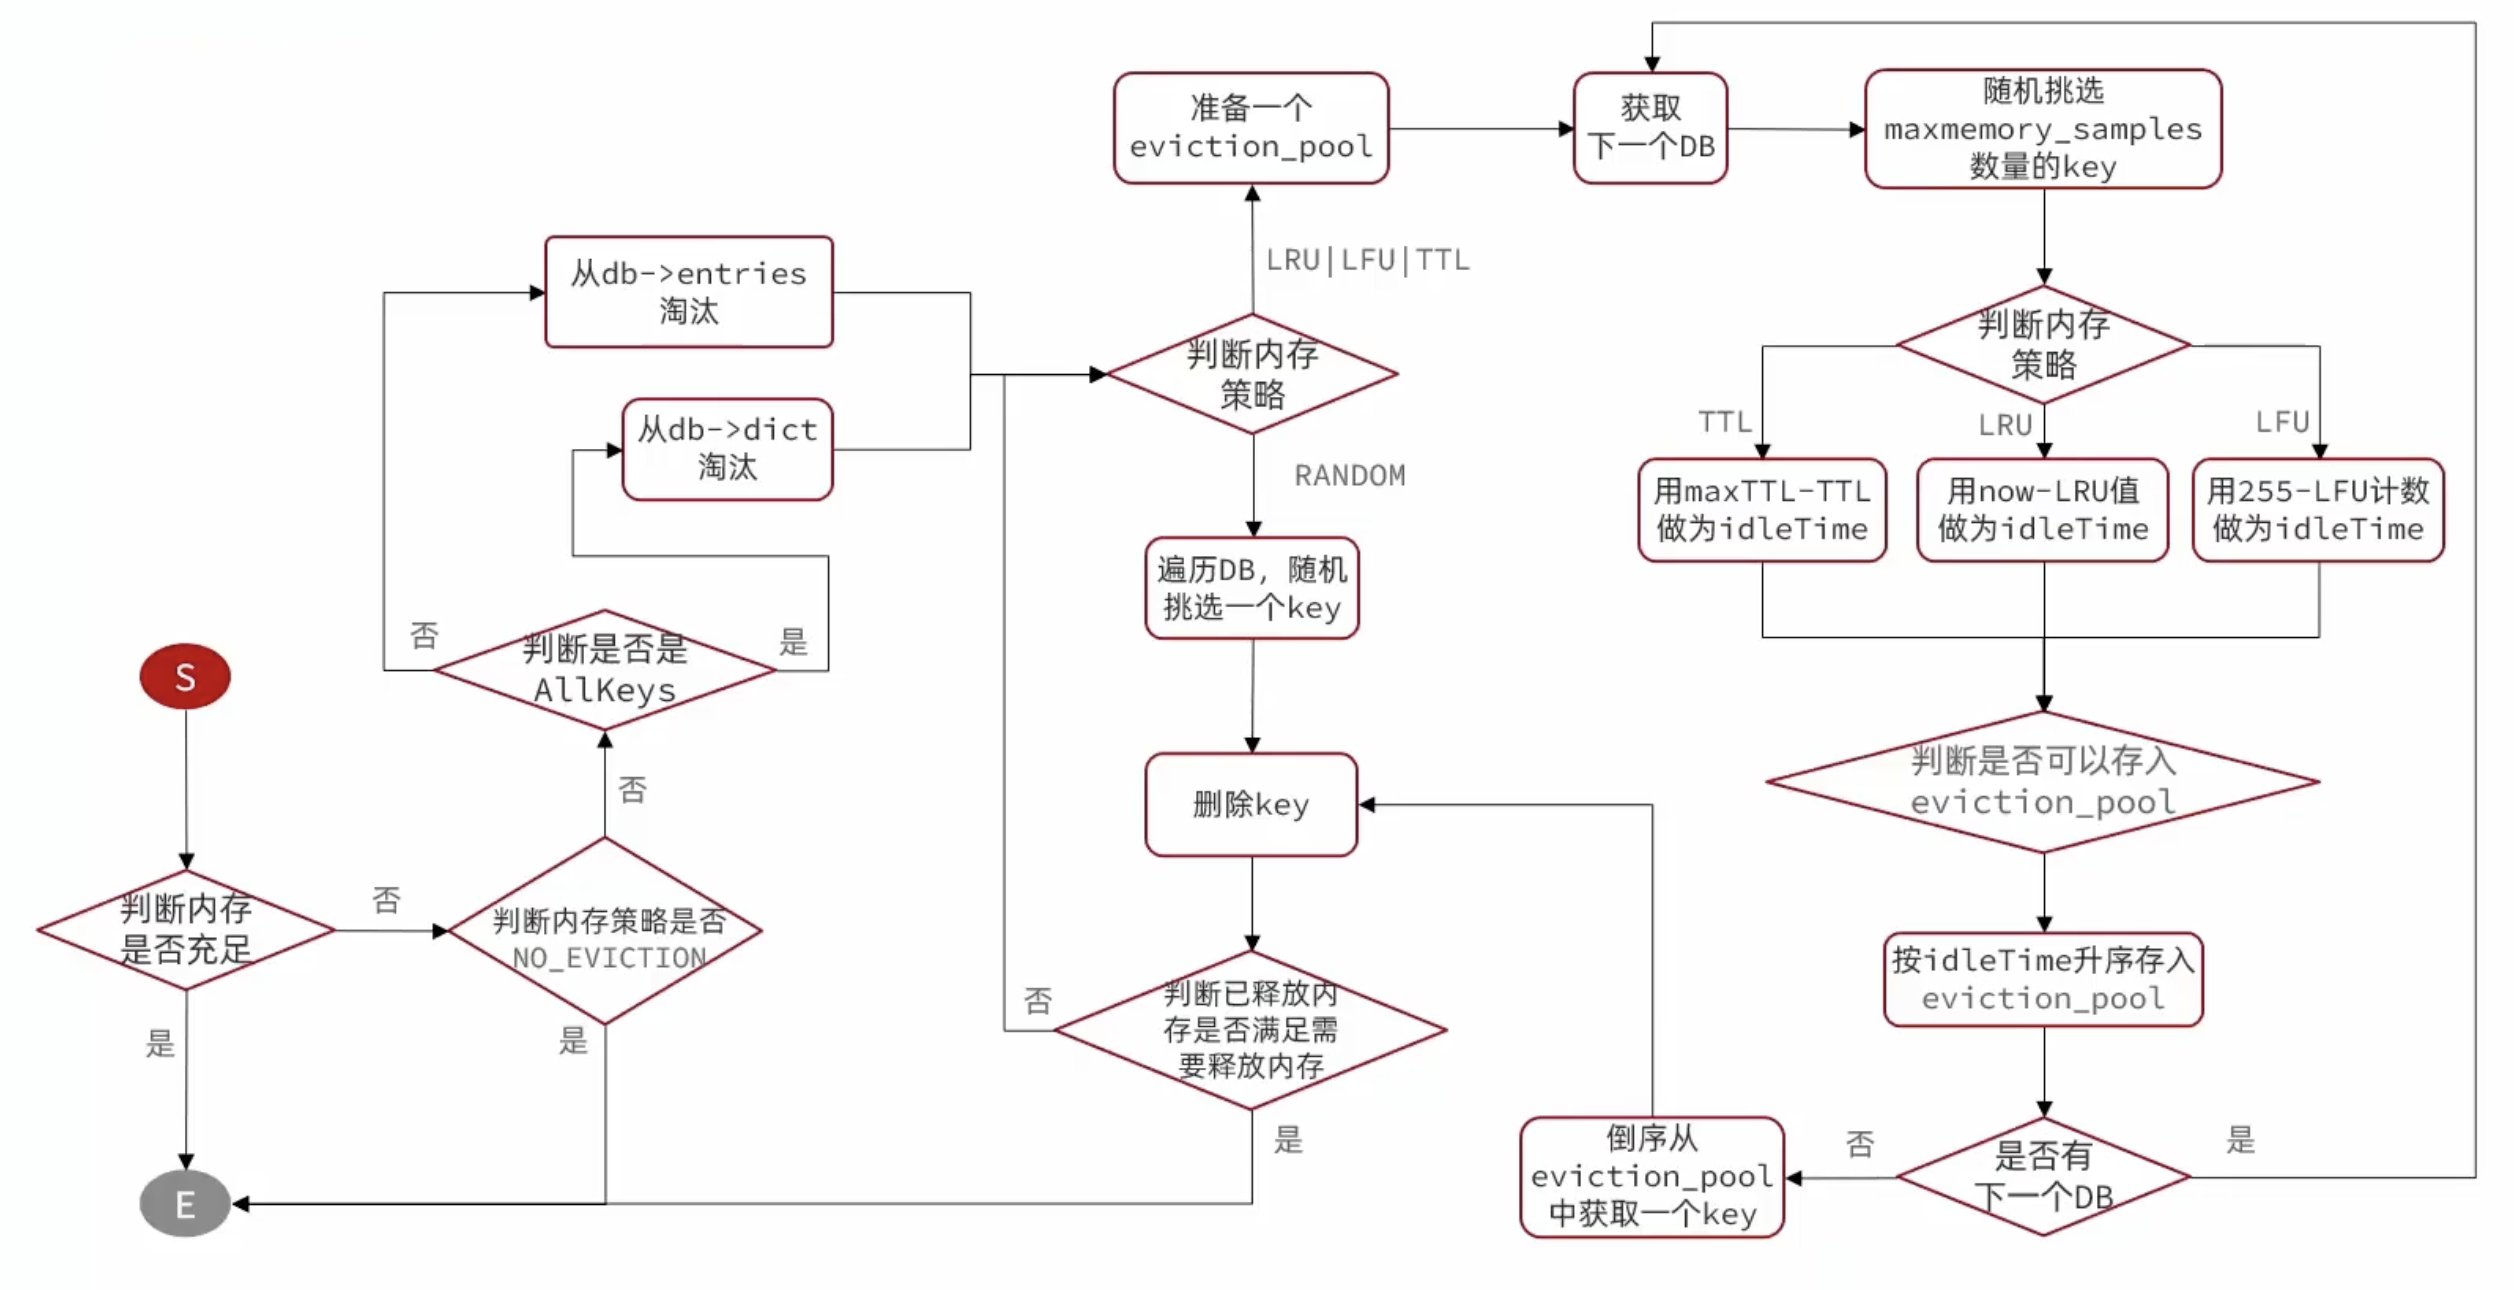 S
判断内存
是否充足
是
E
否
判断内存策略是否
NO_EVICTION
是
否
判断是否是
AllKeys
否
是
从db->entries
淘汰
从db->dict
淘汰
判断内存
策略
LRU|LFU|TTL
RANDOM
遍历DB, 随机
挑选一个key
删除key
判断已释放内
存是否满足需
要释放内存
否
是
准备一个
eviction_pool
获取
下一个DB
随机挑选
maxmemory_samples
数量的key
判断内存
策略
TTL
LRU
LFU
用maxTTL-TTL
做为idleTime
用now-LRU值
做为idleTime
用255-LFU计数
做为idleTime
判断是否可以存入
eviction_pool
按idleTime升序存入
eviction_pool
是否有
下一个DB
是
否
倒序从
eviction_pool
中获取一个key